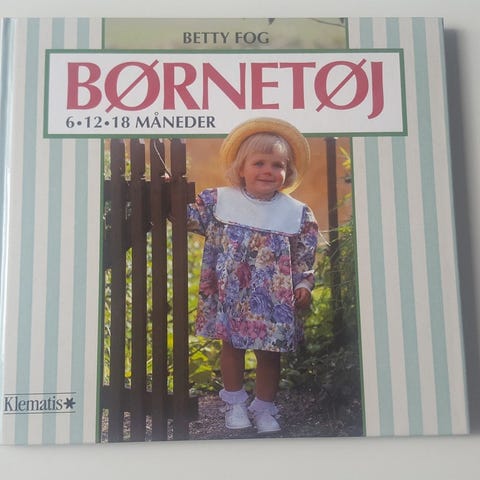 BETTY FOG
BØRNETØJ
6•12•18 MÅNEDER
Klematis